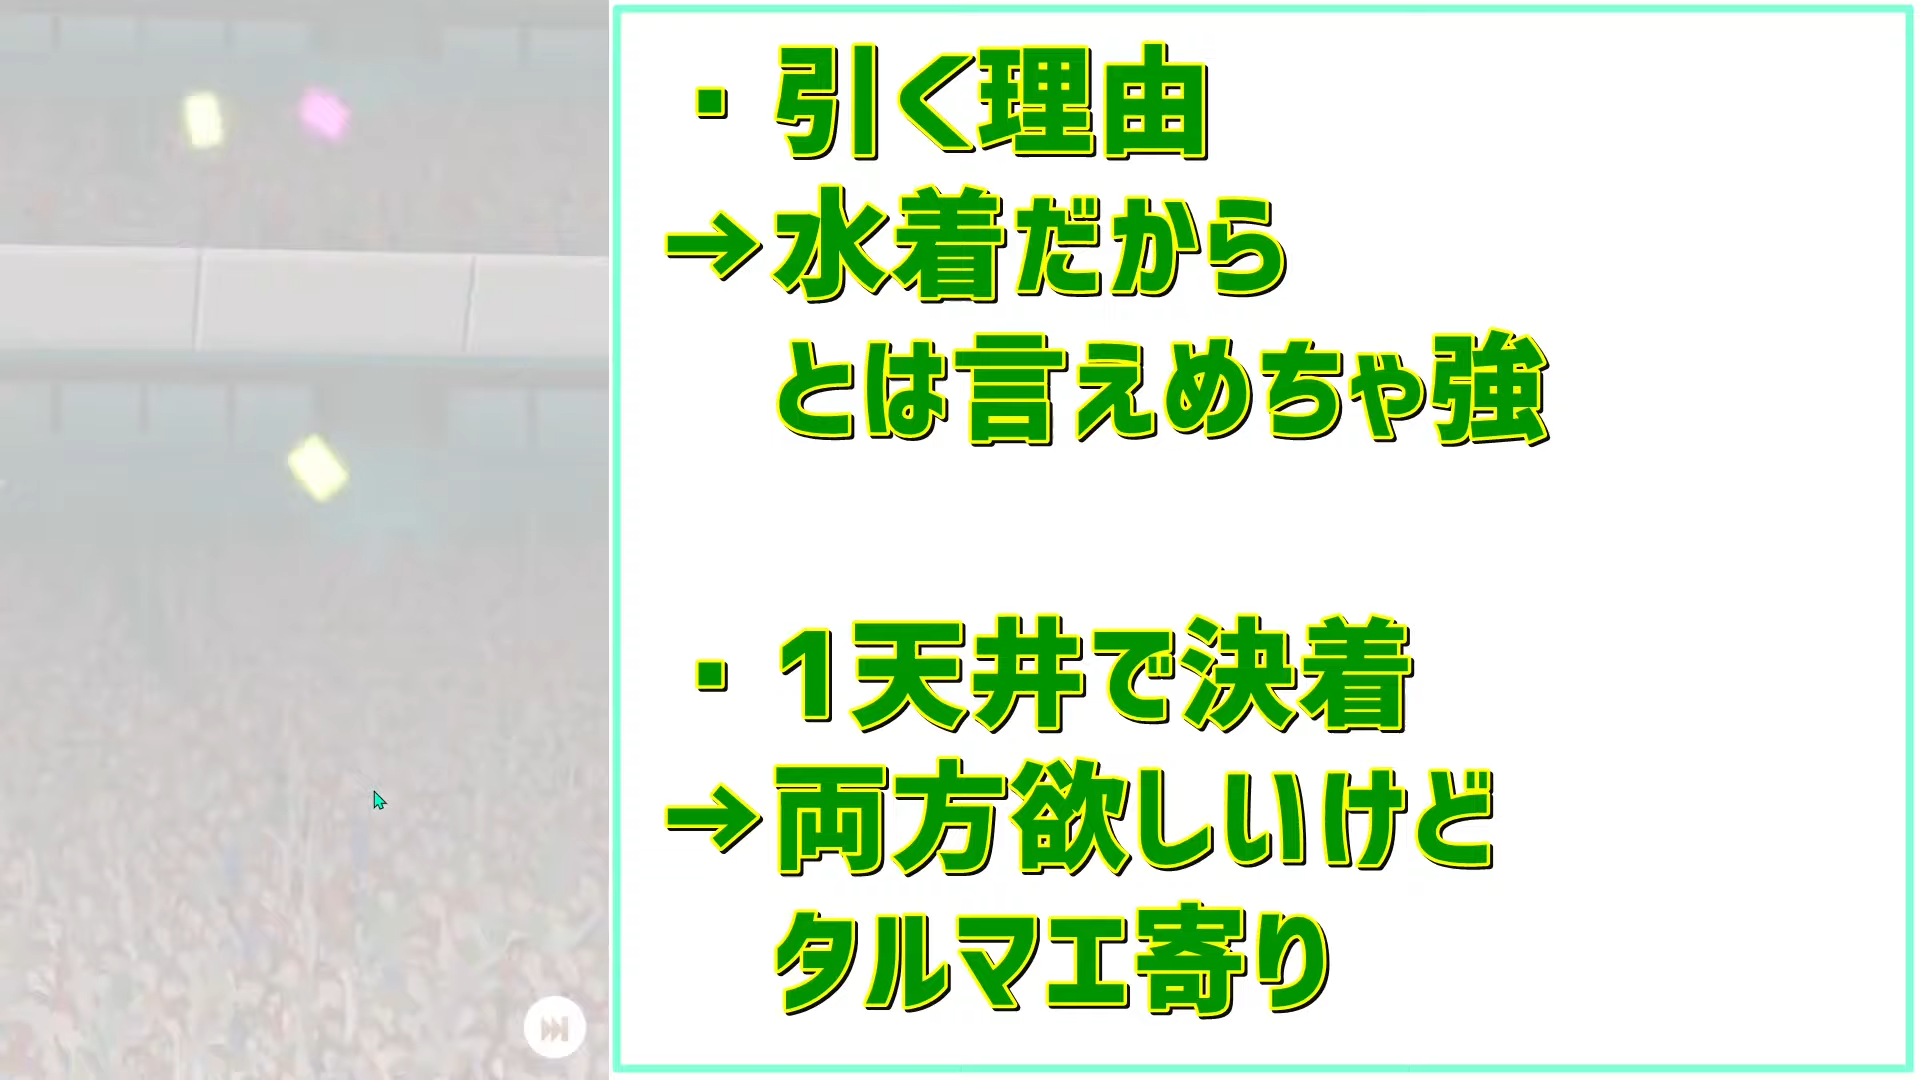 ・引く理由
→水着だから
とは言えめちゃ強
・1天井で決着
→両方欲しいけど
タルマエ寄り